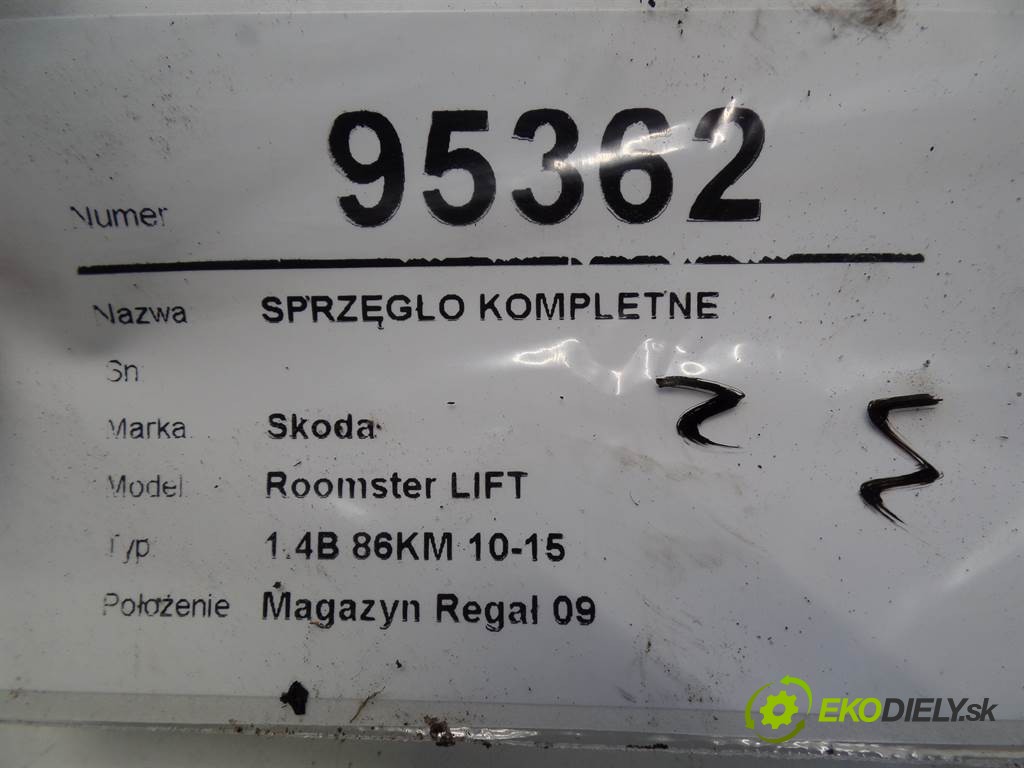 Numer 95362
Nazwa SPRZĘGŁO KOMPLETNE
Sn
Marka Skoda
Model Roomster LIFT
Typ 1.4B 86KM 10-15
Położenie Magazyn Regał 09
EKODIELY.sk